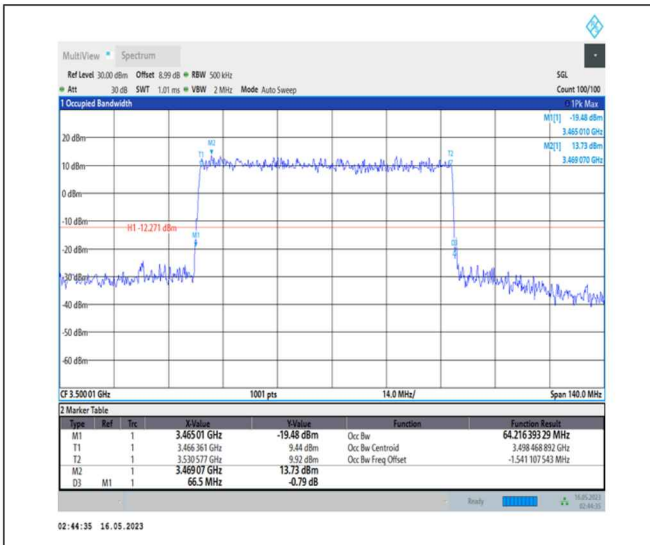 MultiView Spectrum
Ref Level 30.00 dBm Offset 8.99 dB RBW 500 kHz SGL
Att 30 dB SWT 1.01 ms VBW 2 MHz Mode Auto Sweep Count 100/100
1 Occupied Bandwidth 1Pk Max
M1[1] -19.48 dBm
3.465 010 GHz
M2[1] 13.73 dBm
3.469 070 GHz
20 dBm
M2
T1
T2
10 dBm
0 dBm
-10 dBm
H1 -12.271 dBm
M1
D3
-20 dBm
-30 dBm
-40 dBm
-50 dBm
-60 dBm
CF 3.500 01 GHz 1001 pts 14.0 MHz/ Span 140.0 MHz
2 Marker Table
Type Ref Trc X-Value Y-Value Function Function Result
M1 1 3.465 01 GHz -19.48 dBm Occ Bw 64.216 393 29 MHz
T1 1 3.466 361 GHz 9.44 dBm Occ Bw Centroid 3.498 468 892 GHz
T2 1 3.530 577 GHz 9.92 dBm Occ Bw Freq Offset -1.541 107 543 MHz
M2 1 3.469 07 GHz 13.73 dBm
D3 M1 1 66.5 MHz -0.79 dB
Ready 16.05.2023
02:44:35
02:44:35 16.05.2023